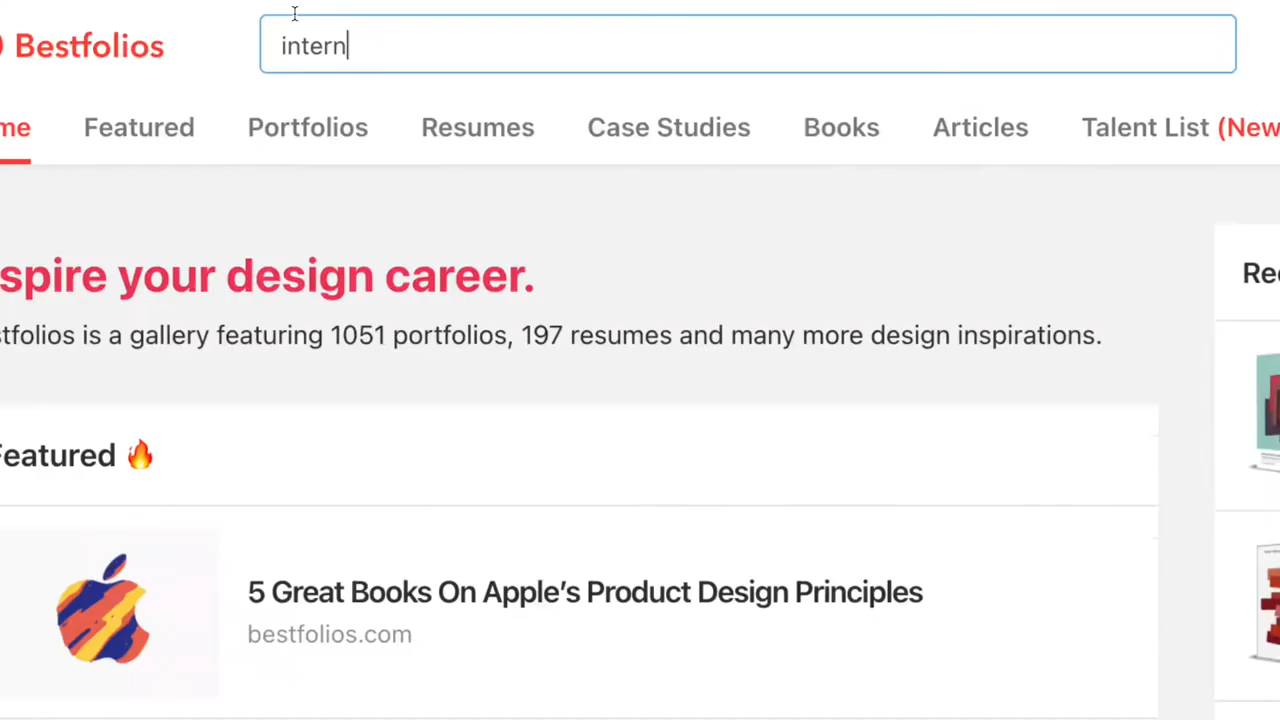 Bestfolios
intern
me Featured Portfolios Resumes Case Studies Books Articles Talent List (New
spire your design career.
stfolios is a gallery featuring 1051 portfolios, 197 resumes and many more design inspirations.
Rec
Featured 🔥
5 Great Books On Apple’s Product Design Principles
bestfolios.com